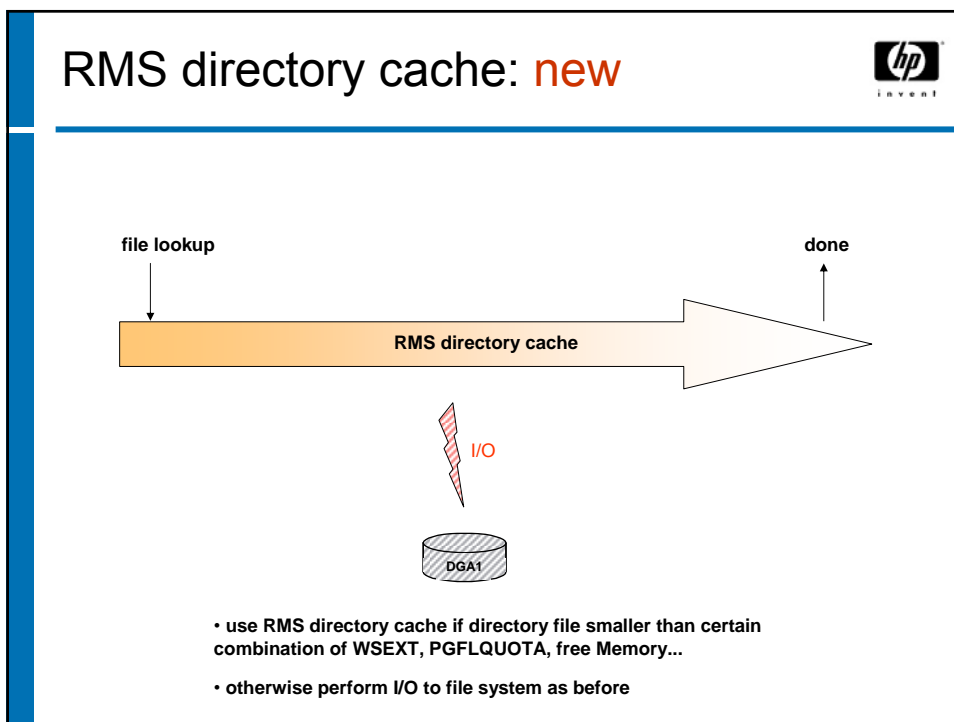 RMS directory cache: new
hp
invent
file lookup
done
RMS directory cache
I/O
DGA1
• use RMS directory cache if directory file smaller than certain
combination of WSEXT, PGFLQUOTA, free Memory...
• otherwise perform I/O to file system as before